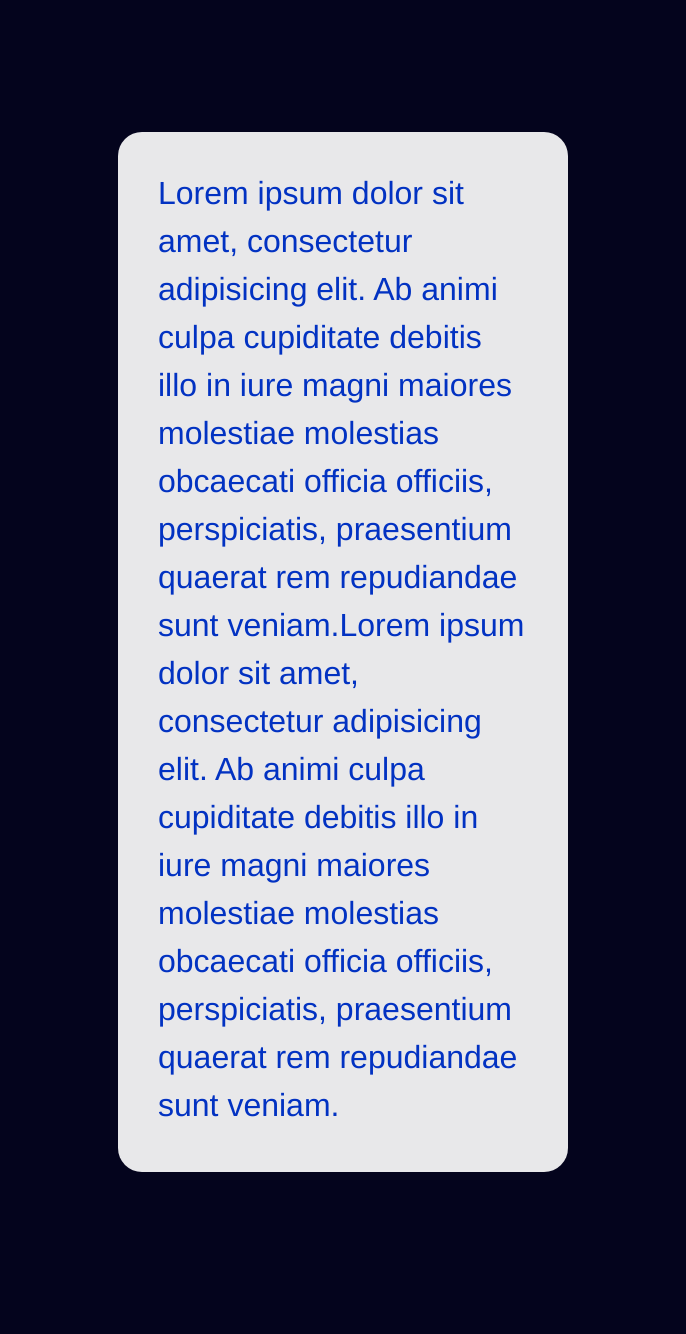 Lorem ipsum dolor sit
amet, consectetur
adipisicing elit. Ab animi
culpa cupiditate debitis
illo in iure magni maiores
molestiae molestias
obcaecati officia officiis,
perspiciatis, praesentium
quaerat rem repudiandae
sunt veniam.Lorem ipsum
dolor sit amet,
consectetur adipisicing
elit. Ab animi culpa
cupiditate debitis illo in
iure magni maiores
molestiae molestias
obcaecati officia officiis,
perspiciatis, praesentium
quaerat rem repudiandae
sunt veniam.